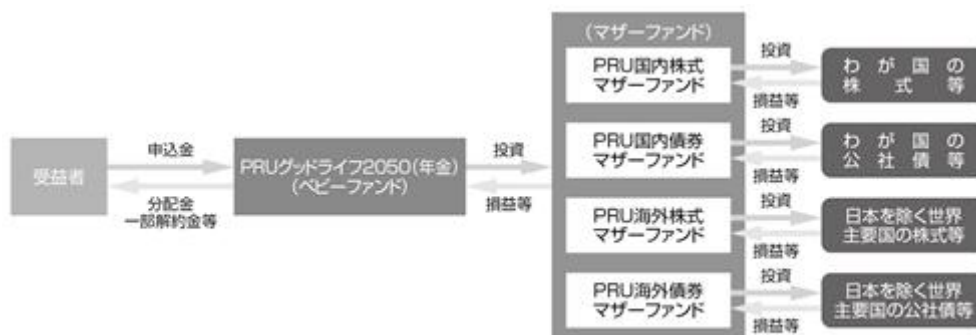 (マザーファンド)
受益者
申込金
分配金
一部解約金等
PRUグッドライフ2050(年金)
(ベビーファンド)
投資
損益等
PRU国内株式
マザーファンド
投資
損益等
わが国の
株式等
PRU国内債券
マザーファンド
投資
損益等
わが国の
公社債等
PRU海外株式
マザーファンド
投資
損益等
日本を除く世界
主要国の株式等
PRU海外債券
マザーファンド
投資
損益等
日本を除く世界
主要国の公社債等